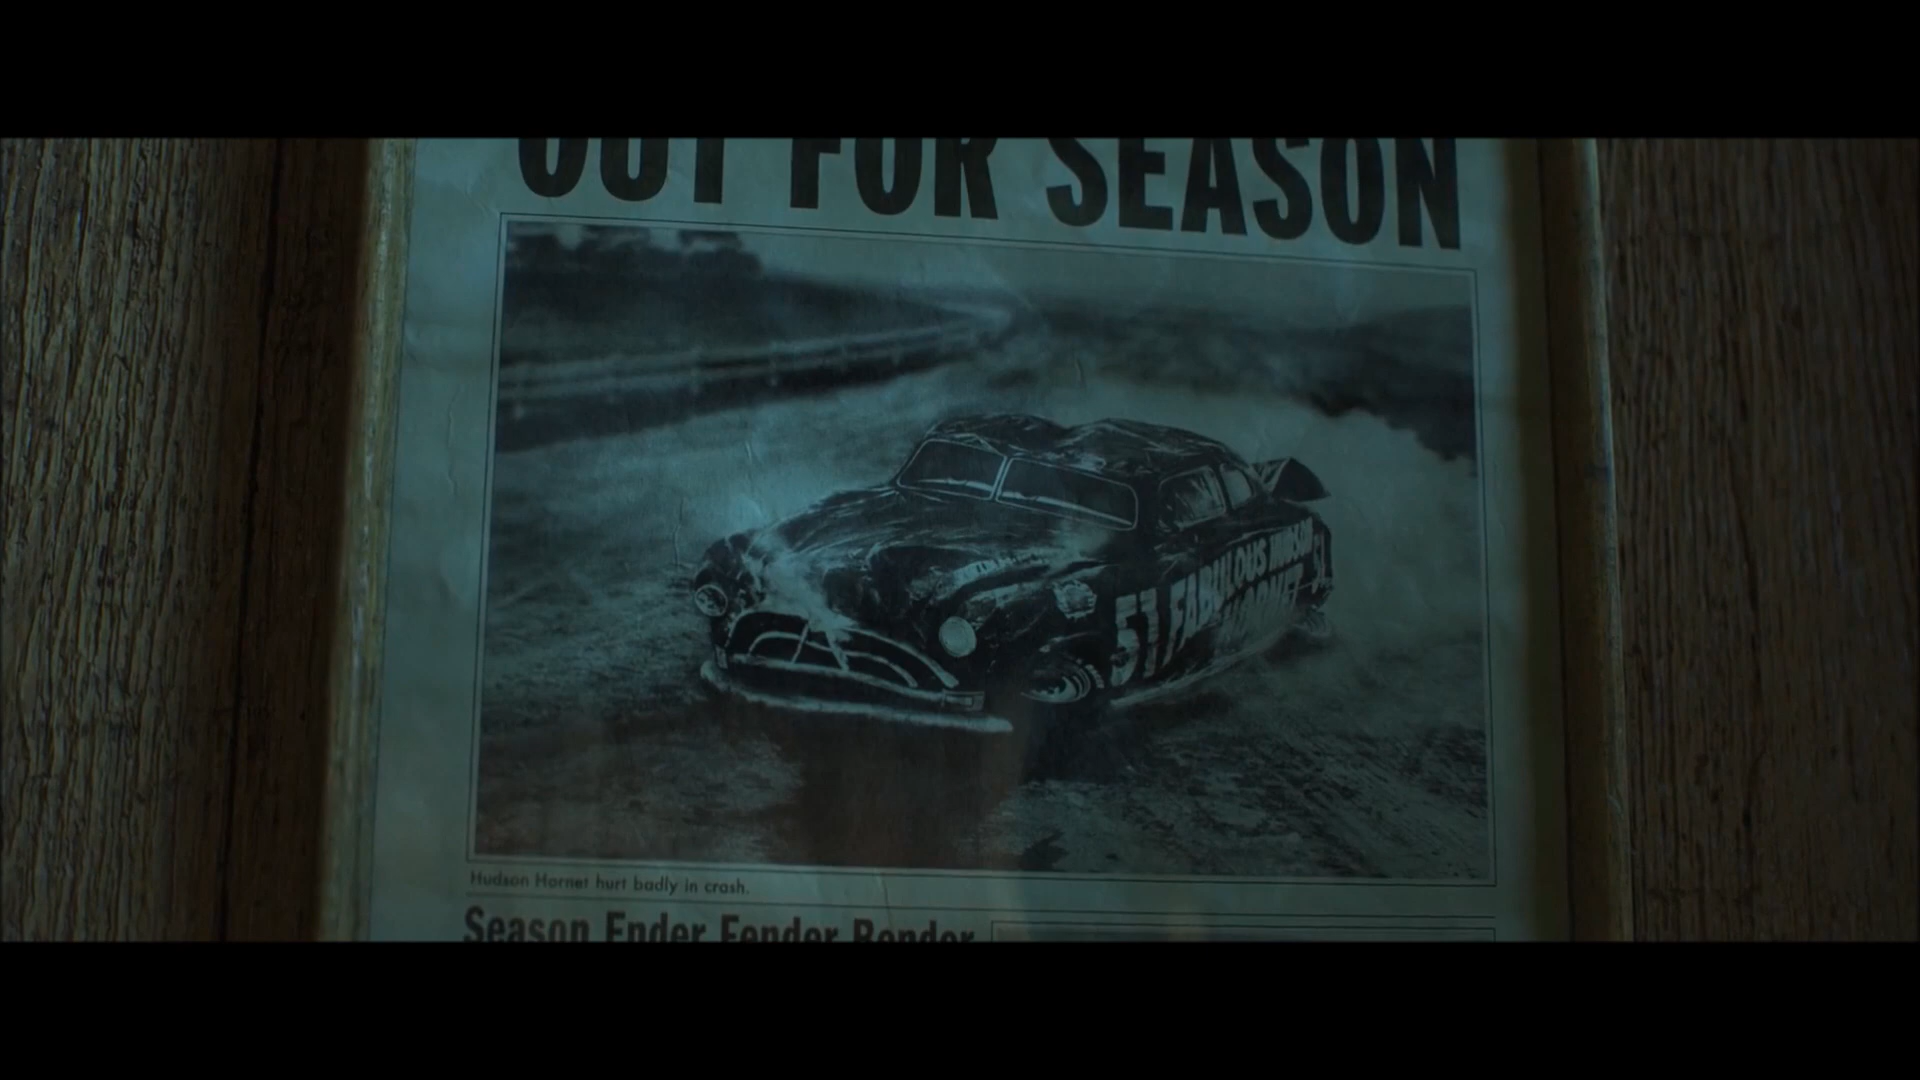 OUT FOR SEASON
51 FABULOUS HUDSON
HORNET
Hudson Hornet hurt badly in crash.
Season Ender Fender Bender